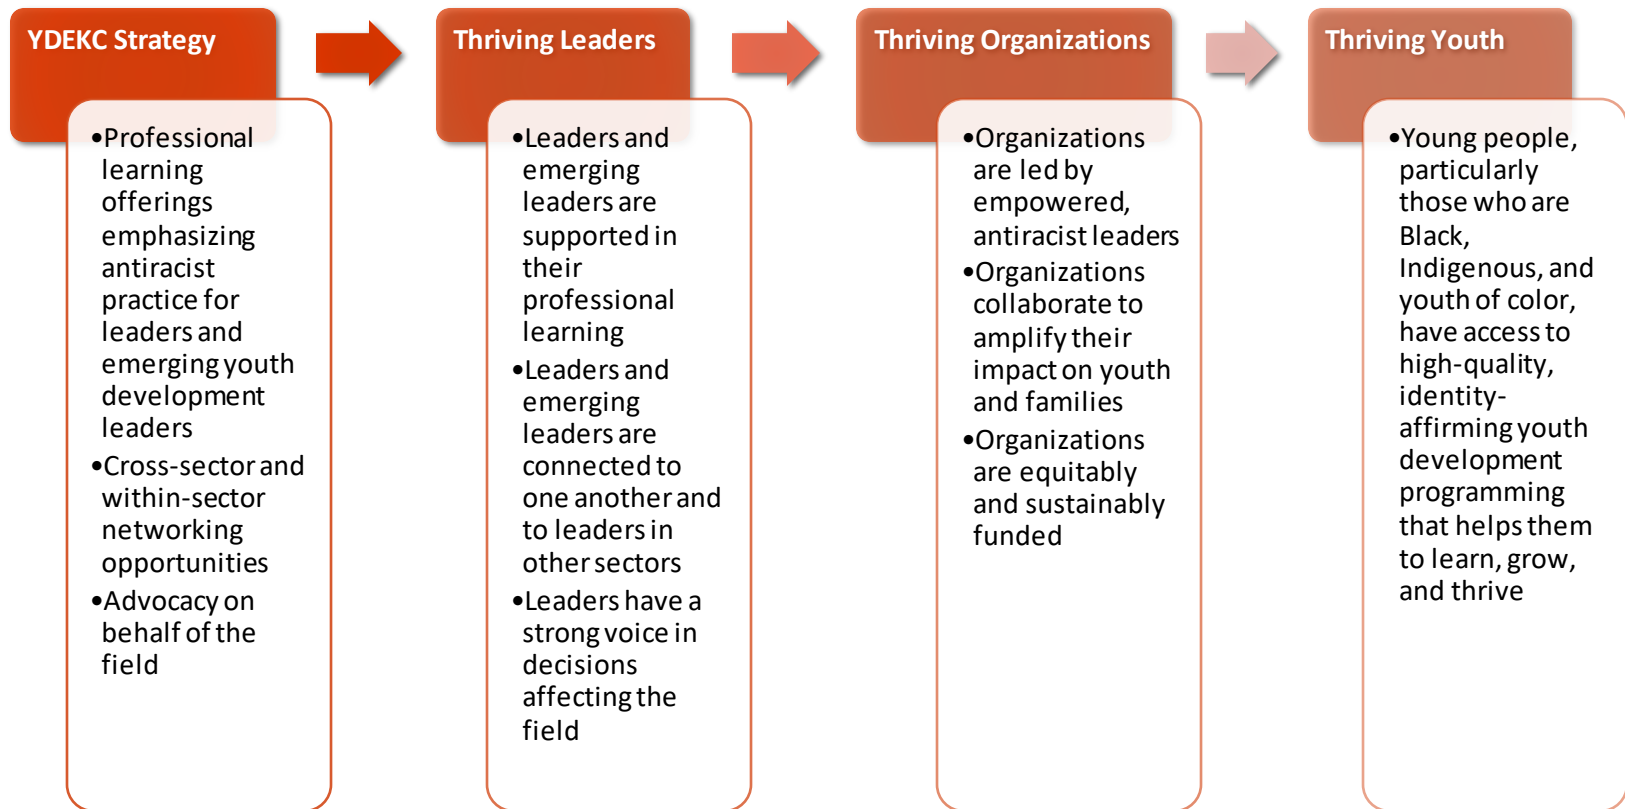 YDEKC Strategy
•Professional
learning
offerings
emphasizing
antiracist
practice for
leaders and
emerging youth
development
leaders
•Cross-sector and
within-sector
networking
opportunities
•Advocacy on
behalf of the
field
Thriving Leaders
•Leaders and
emerging
leaders are
supported in
their
professional
learning
•Leaders and
emerging
leaders are
connected to
one another and
to leaders in
other sectors
•Leaders have a
strong voice in
decisions
affecting the
field
Thriving Organizations
•Organizations
are led by
empowered,
antiracist leaders
•Organizations
collaborate to
amplify their
impact on youth
and families
•Organizations
are equitably
and sustainably
funded
Thriving Youth
•Young people,
particularly
those who are
Black,
Indigenous, and
youth of color,
have access to
high-quality,
identity-
affirming youth
development
programming
that helps them
to learn, grow,
and thrive